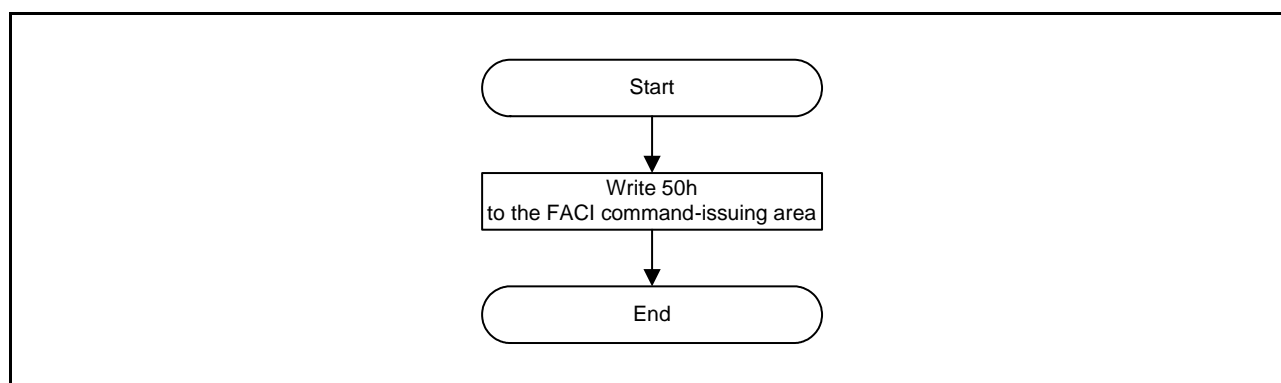 Start
Write 50h
to the FACI command-issuing area
End